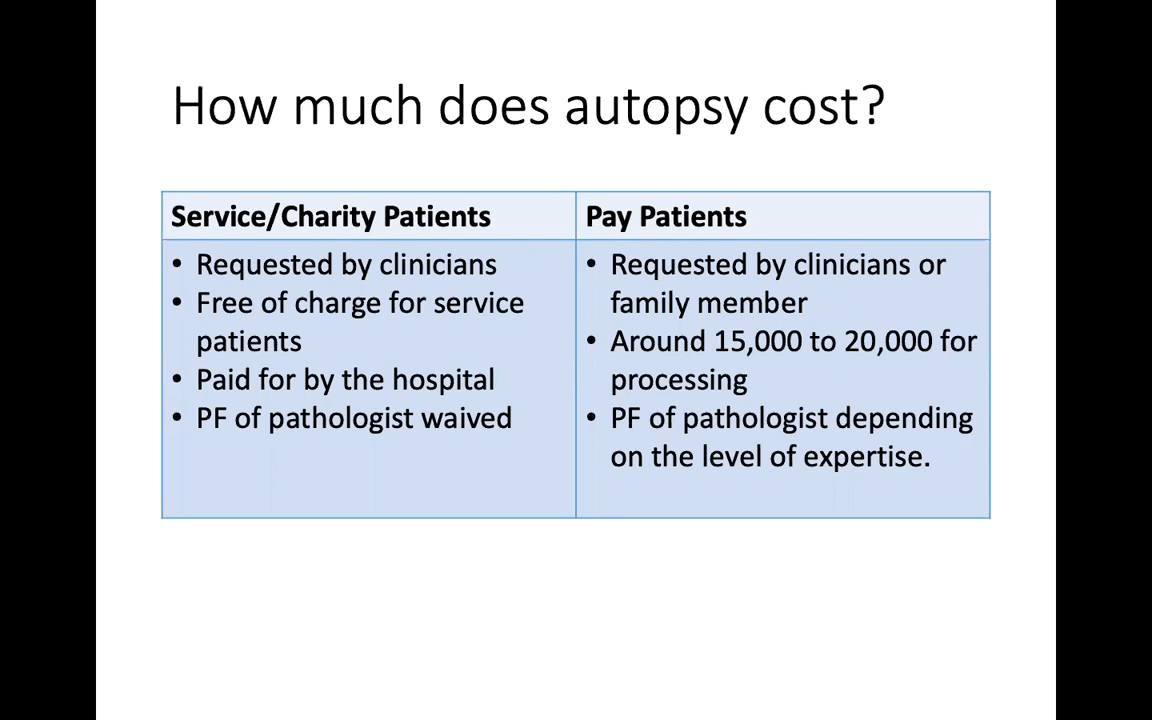 How much does autopsy cost?
Service/Charity Patients
• Requested by clinicians
• Free of charge for service
patients
• Paid for by the hospital
• PF of pathologist waived
Pay Patients
• Requested by clinicians or
family member
• Around 15,000 to 20,000 for
processing
• PF of pathologist depending
on the level of expertise.